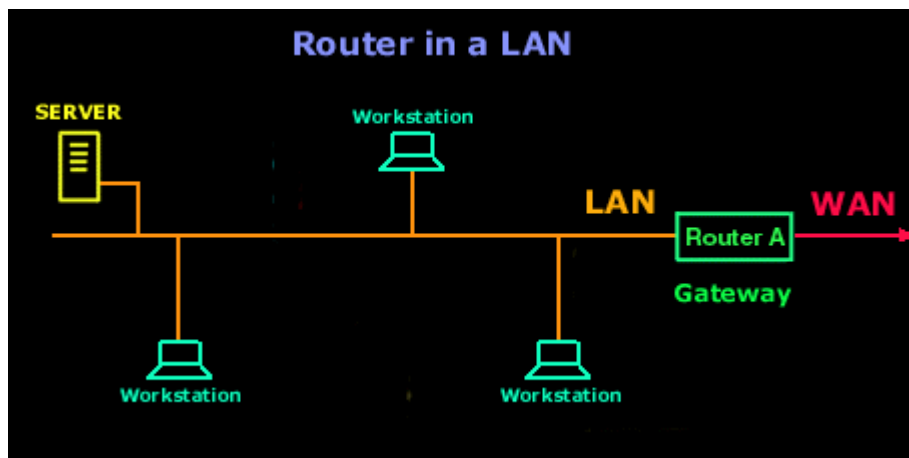 Router in a LAN
SERVER
Workstation
LAN
WAN
Router A
Gateway
Workstation
Workstation